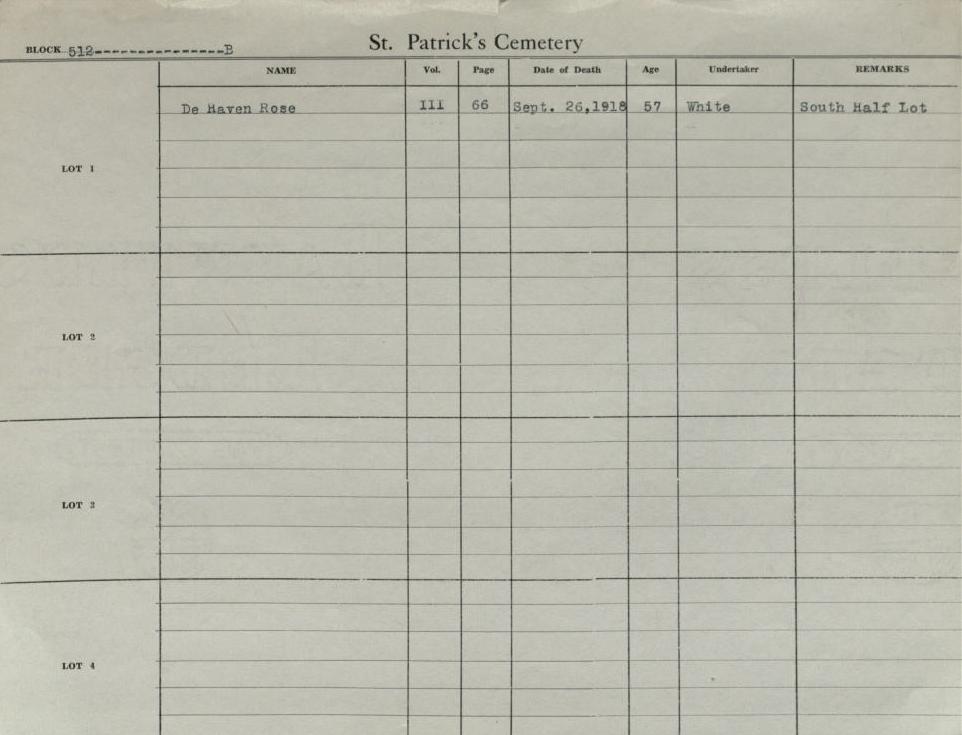 St. Patrick's Cemetery
BLOCK 512----------------B
NAME Vol. Page Date of Death Age Undertaker REMARKS
De Haven Rose III 66 Sept. 26,1918 57 White South Half Lot
LOT 1
LOT 2
LOT 3
LOT 4